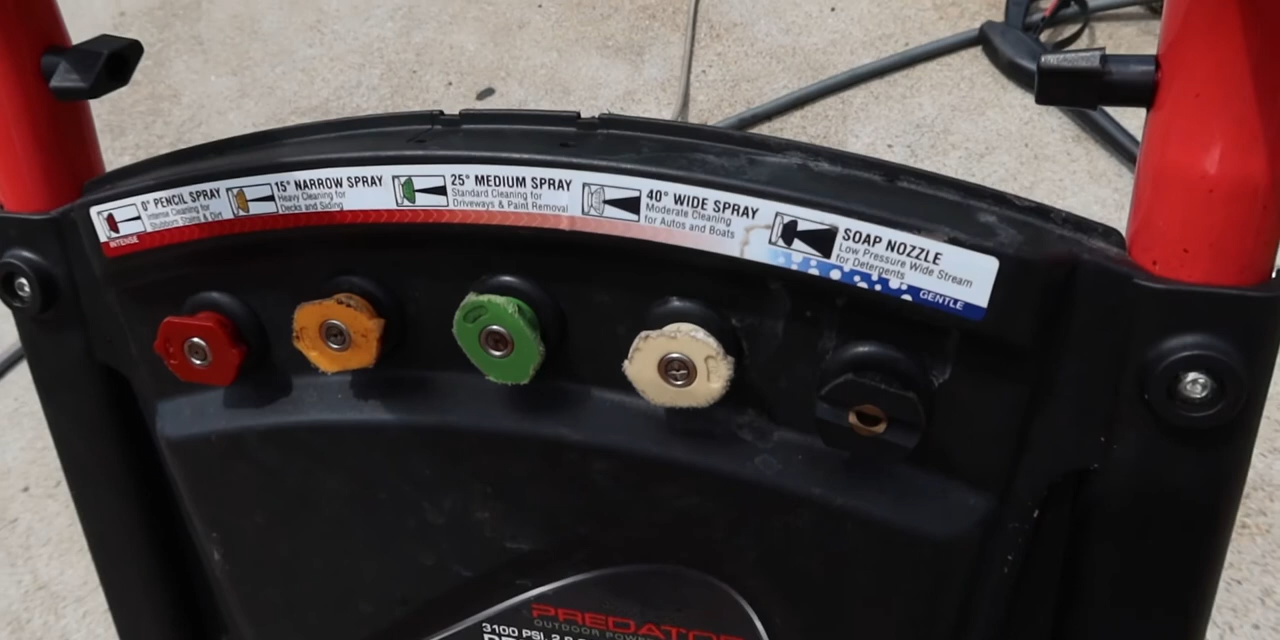 0° PENCIL SPRAY
Intense Cleaning for
Stubborn Stains & Dirt
INTENSE
15° NARROW SPRAY
Heavy Cleaning for
Decks and Siding
25° MEDIUM SPRAY
Standard Cleaning for
Driveways & Paint Removal
40° WIDE SPRAY
Moderate Cleaning
for Autos and Boats
SOAP NOZZLE
Low Pressure Wide Stream
for Detergents
GENTLE
PREDATOR
OUTDOOR POWER
3100 PSI,